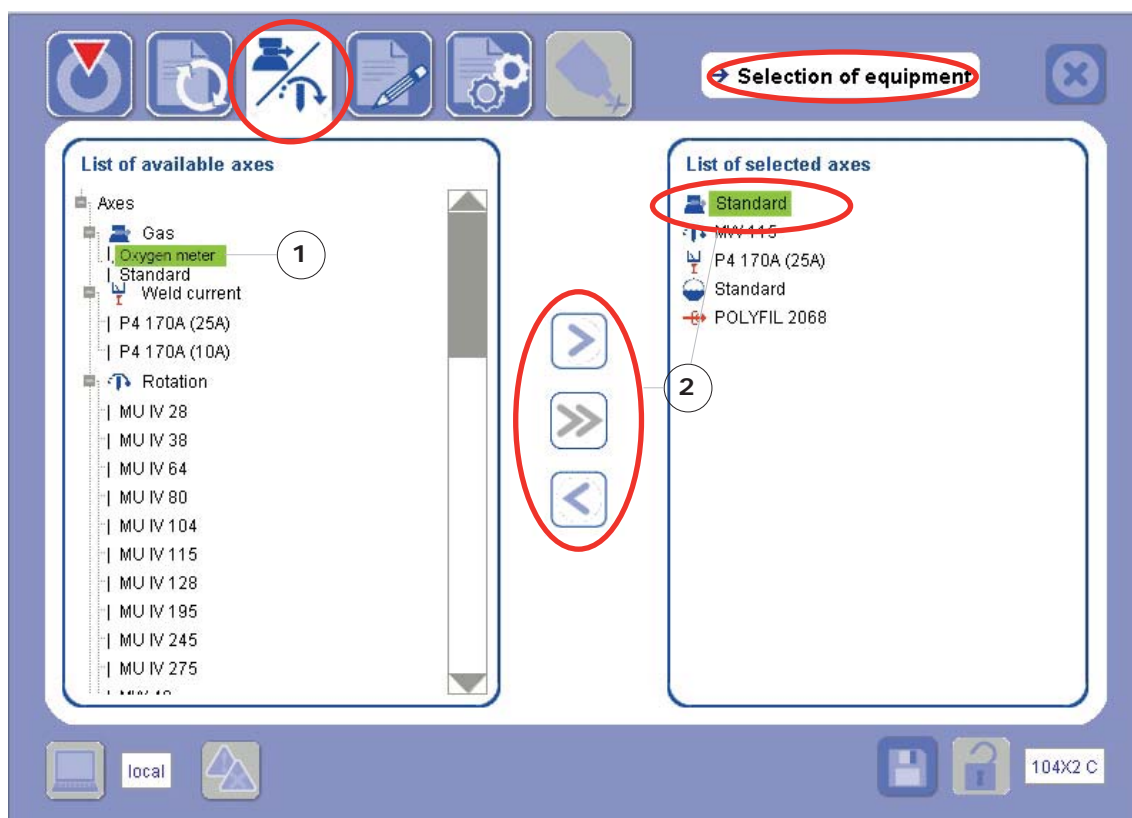 → Selection of equipment
List of available axes
Axes
Gas
Oxygen meter
Standard
Weld current
P4 170A (25A)
P4 170A (10A)
Rotation
MU IV 28
MU IV 38
MU IV 64
MU IV 80
MU IV 104
MU IV 115
MU IV 128
MU IV 195
MU IV 245
MU IV 275
1
2
List of selected axes
Standard
MW 115
P4 170A (25A)
Standard
POLYFIL 2068
local
104X2 C